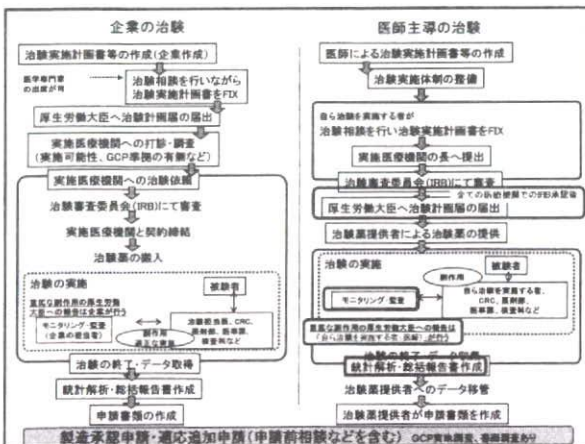 企業の治験
治験実施計画書等の作成(企業作成)
医学専門家
治験相談を行いながら
治験実施計画書をFIX
厚生労働大臣へ治験計画届の届出
実施医療機関への打診・調査
(実施可能性、GCP準拠の有無など)
実施医療機関への治験依頼
治験審査委員会(IRB)にて審査
実施医療機関と契約締結
治験薬の搬入
治験の実施
被験者
重篤な副作用の厚生労働
大臣への報告は企業が行う
モニタリング・監査
(企業の担当者)
副作用
治験担当医、CRC、
薬剤部、医事課、
検査科など
治験の終了・データ取得
統計解析・総括報告書作成
申請書類の作成
医師主導の治験
医師による治験実施計画書等の作成
治験実施体制の整備
自ら治験を実施する者が
治験相談を行い治験実施計画書をFIX
実施医療機関の長へ提出
治験審査委員会(IRB)にて審査
厚生労働大臣へ治験計画届の届出
治験薬提供者による治験薬の提供
治験の実施
副作用
被験者
モニタリング・監査
自ら治験を実施する者、
CRC、薬剤部、
医事課、検査科など
重篤な副作用の厚生労働大臣への報告は
(自ら治験を実施する者:医師)が行う
治験の終了・データ取得
統計解析・総括報告書作成
治験薬提供者へのデータ移管
治験薬提供者が申請書類を作成
製造承認申請・適応追加申請(申請前相談などを含む)